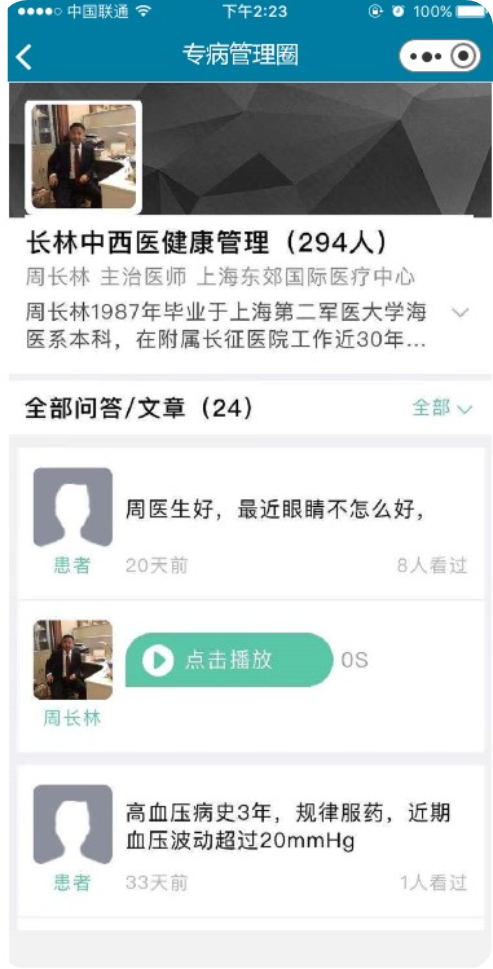 中国联通 下午2:23 100%
专病管理圈
长林中西医健康管理（294人）
周长林 主治医师 上海东郊国际医疗中心
周长林1987年毕业于上海第二军医大学海
医系本科，在附属长征医院工作近30年...
全部问答/文章（24） 全部
周医生好，最近眼睛不怎么好，
患者 20天前 8人看过
点击播放 0S
周长林
高血压病史3年，规律服药，近期
血压波动超过20mmHg
患者 33天前 1人看过